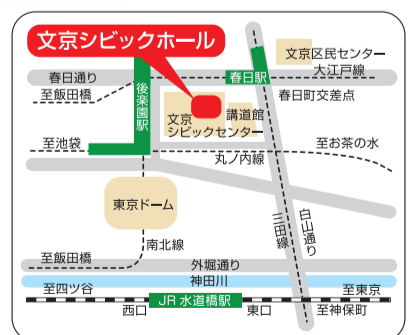 文京シビックホール
文京区民センター
大江戸線
春日通り
春日駅
至飯田橋
春日町交差点
後楽園駅
講道館
文京
シビックセンター
至池袋
丸ノ内線
至お茶の水
東京ドーム
白山通り
三田線
南北線
至飯田橋
外堀通り
神田川
至四ツ谷
至東京
西口
JR 水道橋駅
東口
至神保町